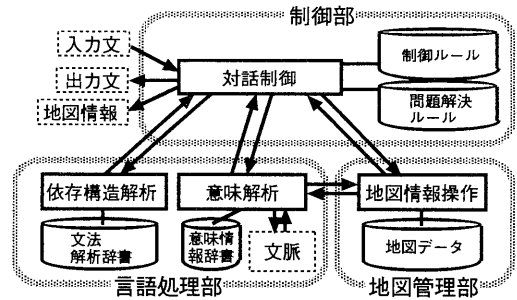 制御部
入力文
出力文
地図情報
対話制御
制御ルール
問題解決
ルール
依存構造解析
意味解析
地図情報操作
文法
解析辞書
意味情
報辞書
文脈
地図データ
言語処理部
地図管理部